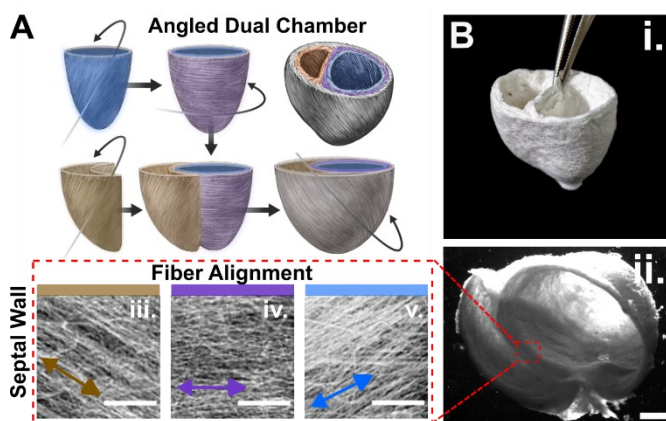 A
Angled Dual Chamber
B
i.
ii.
Fiber Alignment
Septal Wall
iii.
iv.
v.